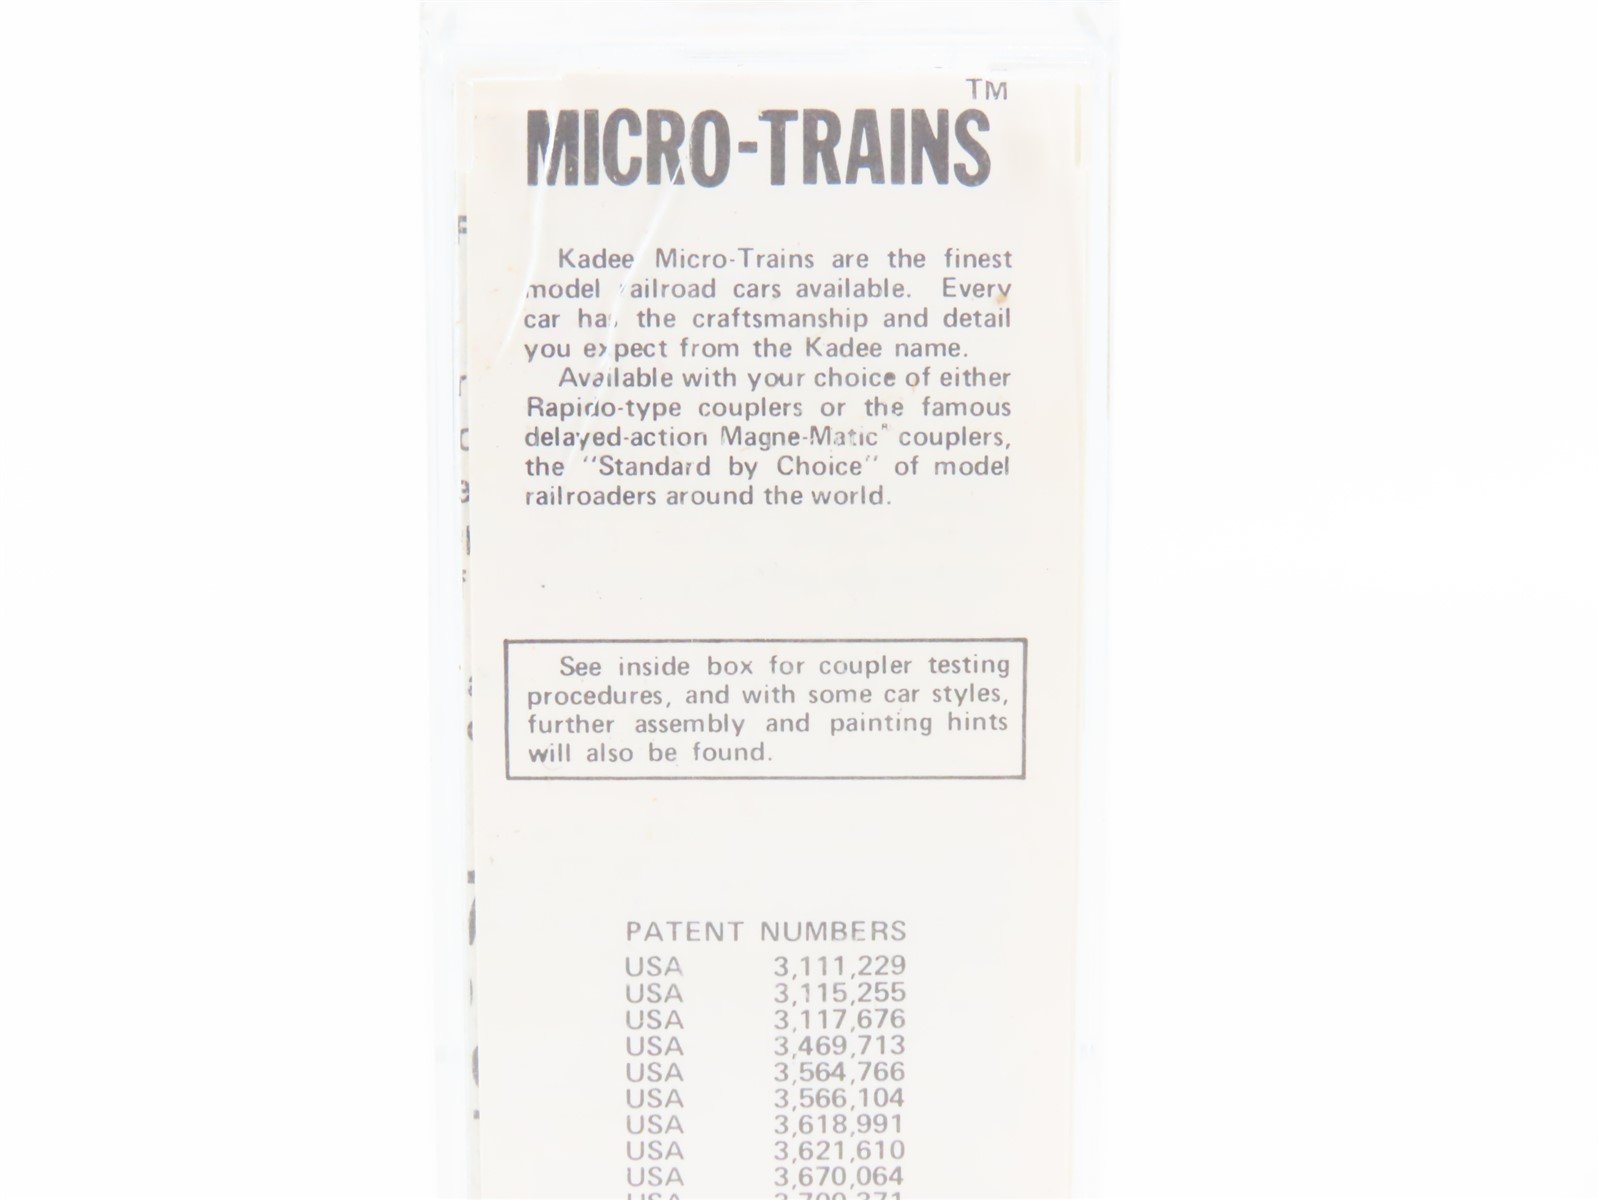 TM
MICRO-TRAINS
Kadee Micro-Trains are the finest
model railroad cars available. Every
car has the craftsmanship and detail
you expect from the Kadee name.
Available with your choice of either
Rapido-type couplers or the famous
delayed-action Magne-Matic® couplers,
the "Standard by Choice" of model
railroaders around the world.
See inside box for coupler testing
procedures, and with some car styles,
further assembly and painting hints
will also be found.
PATENT NUMBERS
USA 3,111,229
USA 3,115,255
USA 3,117,676
USA 3,469,713
USA 3,564,766
USA 3,566,104
USA 3,618,991
USA 3,621,610
USA 3,670,064
USA